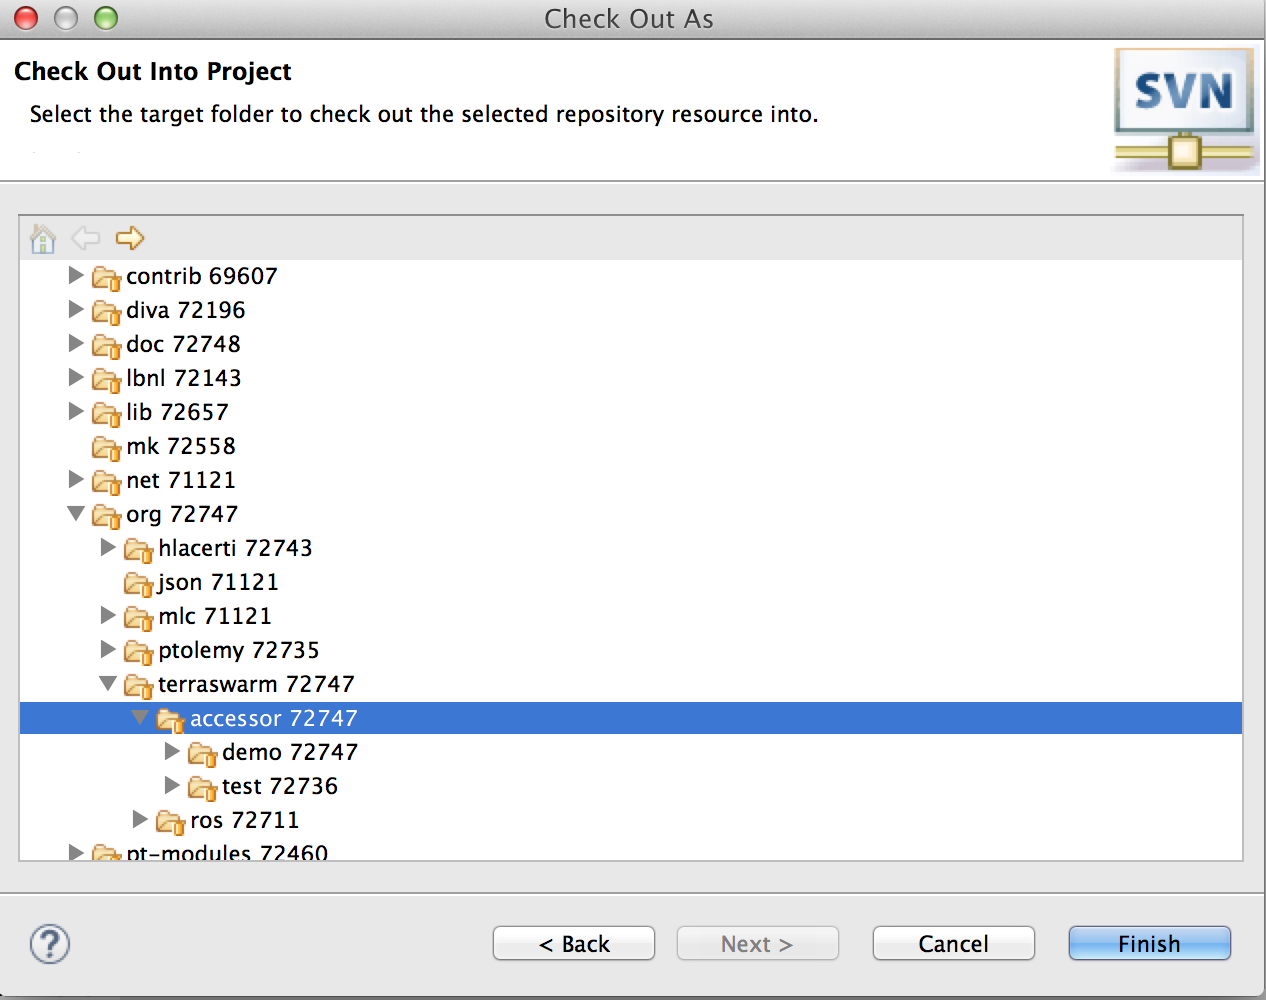 Check Out As
Check Out Into Project
Select the target folder to check out the selected repository resource into.
SVN
contrib 69607
diva 72196
doc 72748
lbnl 72143
lib 72657
mk 72558
net 71121
org 72747
hlacerti 72743
json 71121
mlc 71121
ptolemy 72735
terraswarm 72747
accessor 72747
demo 72747
test 72736
ros 72711
pt-modules 72460
?
< Back
Next >
Cancel
Finish